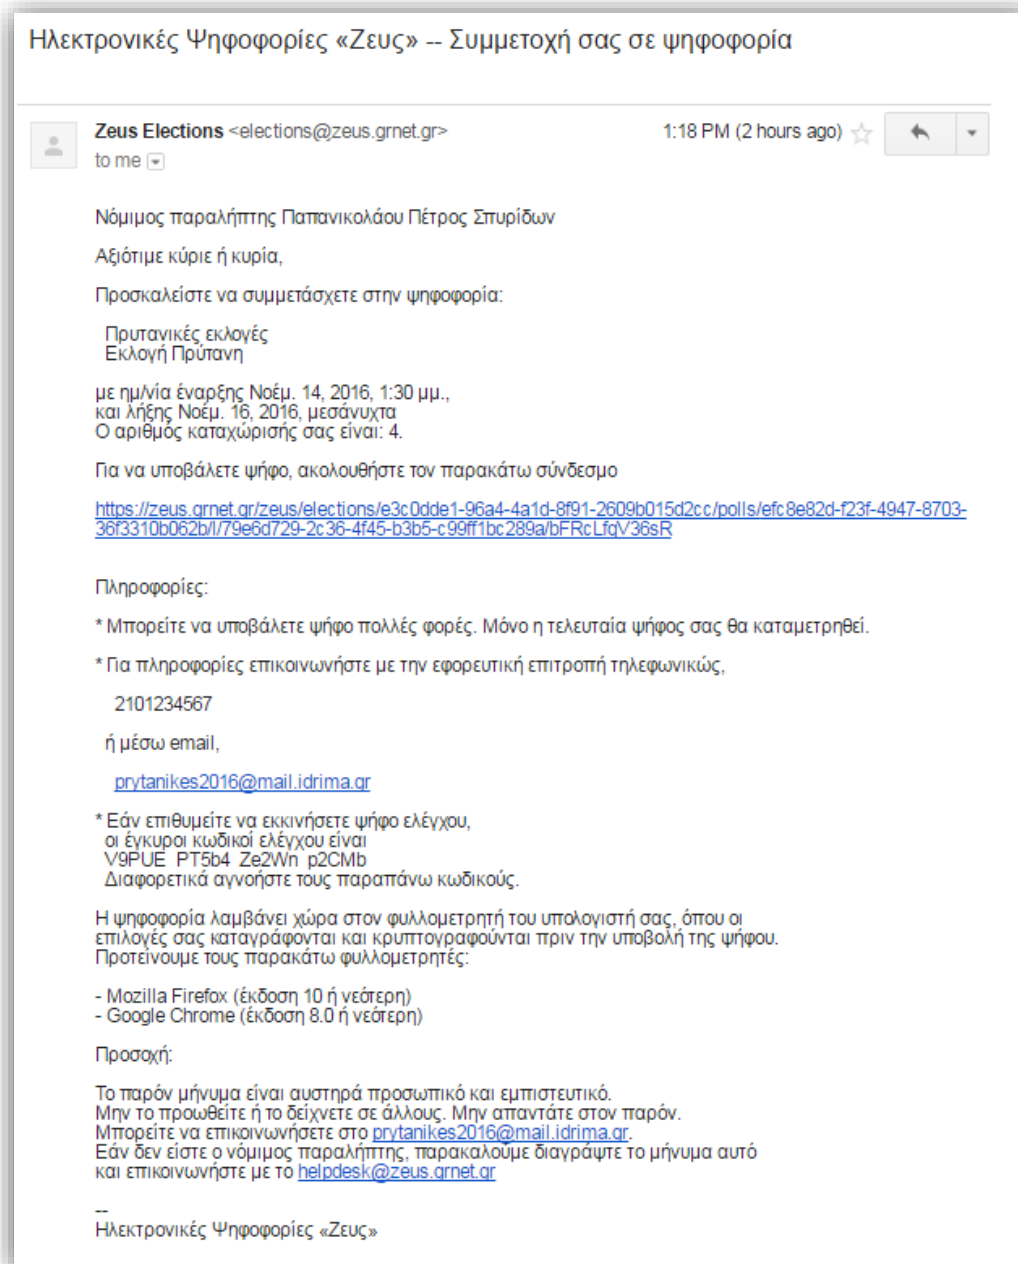 Ηλεκτρονικές Ψηφοφορίες «Ζευς» -- Συμμετοχή σας σε ψηφοφορία
Zeus Elections <elections@zeus.grnet.gr>
1:18 PM (2 hours ago)
to me
Νόμιμος παραλήπτης Παπανικολάου Πέτρος Σπυρίδων
Αξιότιμε κύριε ή κυρία,
Προσκαλείστε να συμμετάσχετε στην ψηφοφορία:
Πρυτανικές εκλογές
Εκλογή Πρύτανη
με ημ/νία έναρξης Νοέμ. 14, 2016, 1:30 μμ.,
και λήξης Νοέμ. 16, 2016, μεσάνυχτα
Ο αριθμός καταχώρισής σας είναι: 4.
Για να υποβάλετε ψήφο, ακολουθήστε τον παρακάτω σύνδεσμο
https://zeus.grnet.gr/zeus/elections/e3c0dde1-96a4-4a1d-8f91-2609b015d2cc/polls/efc8e82d-f23f-4947-8703-
36f3310b062b/l/79e6d729-2c36-4f45-b3b5-c99ff1bc289a/bFRcLfqV36sR
Πληροφορίες:
* Μπορείτε να υποβάλετε ψήφο πολλές φορές. Μόνο η τελευταία ψήφος σας θα καταμετρηθεί.
* Για πληροφορίες επικοινωνήστε με την εφορευτική επιτροπή τηλεφωνικώς,
2101234567
ή μέσω email,
prytanikes2016@mail.idrima.gr
* Εάν επιθυμείτε να εκκινήσετε ψήφο ελέγχου,
οι έγκυροι κωδικοί ελέγχου είναι
V9PUE PT5b4 Ze2Wn p2CMb
Διαφορετικά αγνοήστε τους παραπάνω κωδικούς.
Η ψηφοφορία λαμβάνει χώρα στον φυλλομετρητή του υπολογιστή σας, όπου οι
επιλογές σας καταγράφονται και κρυπτογραφούνται πριν την υποβολή της ψήφου.
Προτείνουμε τους παρακάτω φυλλομετρητές:
- Mozilla Firefox (έκδοση 10 ή νεότερη)
- Google Chrome (έκδοση 8.0 ή νεότερη)
Προσοχή:
Το παρόν μήνυμα είναι αυστηρά προσωπικό και εμπιστευτικό.
Μην το προωθείτε ή το δείχνετε σε άλλους. Μην απαντάτε στον παρόν.
Μπορείτε να επικοινωνήσετε στο prytanikes2016@mail.idrima.gr.
Εάν δεν είστε ο νόμιμος παραλήπτης, παρακαλούμε διαγράψτε το μήνυμα αυτό
και επικοινωνήστε με το helpdesk@zeus.grnet.gr
--
Ηλεκτρονικές Ψηφοφορίες «Ζευς»